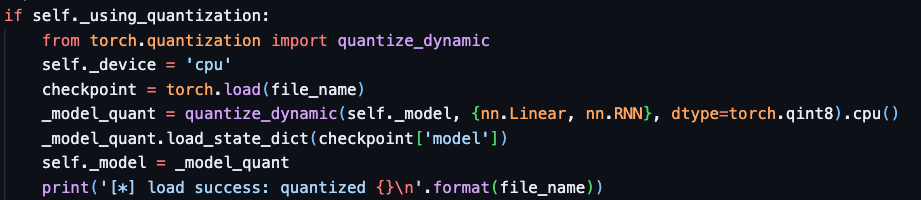 if self._using_quantization:
    from torch.quantization import quantize_dynamic
    self._device = 'cpu'
    checkpoint = torch.load(file_name)
    _model_quant = quantize_dynamic(self._model, {nn.Linear, nn.RNN}, dtype=torch.qint8).cpu()
    _model_quant.load_state_dict(checkpoint['model'])
    self._model = _model_quant
    print('[*] load success: quantized {}\n'.format(file_name))